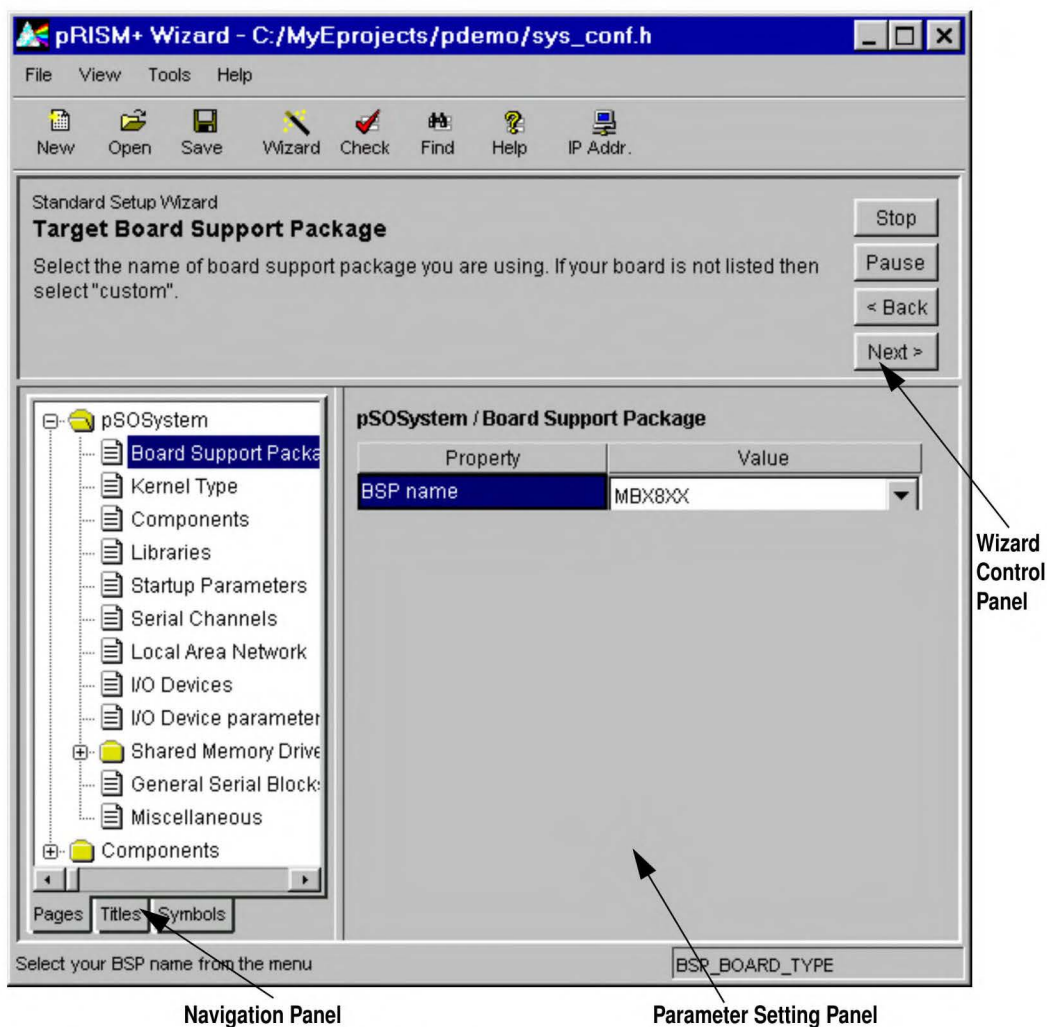 pRISM+ Wizard - C:/MyEprojects/pdemo/sys_conf.h
File View Tools Help
New Open Save Wizard Check Find Help IP Addr.
Standard Setup Wizard
Target Board Support Package
Select the name of board support package you are using. If your board is not listed then
select "custom".
Stop
Pause
< Back
Next >
pSOSystem
Board Support Packa
Kernel Type
Components
Libraries
Startup Parameters
Serial Channels
Local Area Network
I/O Devices
I/O Device parameter
Shared Memory Drive
General Serial Block
Miscellaneous
Components
Pages Titles Symbols
pSOSystem / Board Support Package
Property Value
BSP name MBX8XX
Wizard
Control
Panel
Select your BSP name from the menu
BSP_BOARD_TYPE
Navigation Panel
Parameter Setting Panel